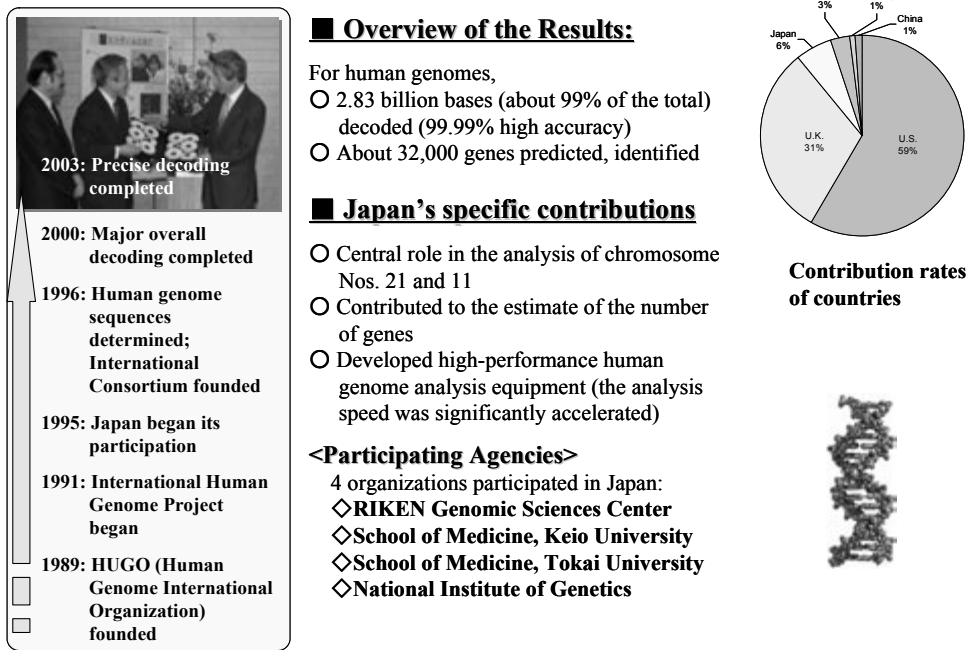 2003: Precise decoding
completed
2000: Major overall
decoding completed
1996: Human genome
sequences
determined;
International
Consortium founded
1995: Japan began its
participation
1991: International Human
Genome Project
began
1989: HUGO (Human
Genome International
Organization)
founded
■ Overview of the Results:
For human genomes,
○ 2.83 billion bases (about 99% of the total)
decoded (99.99% high accuracy)
○ About 32,000 genes predicted, identified
■ Japan's specific contributions
○ Central role in the analysis of chromosome
Nos. 21 and 11
○ Contributed to the estimate of the number
of genes
○ Developed high-performance human
genome analysis equipment (the analysis
speed was significantly accelerated)
<Participating Agencies>
4 organizations participated in Japan:
◇RIKEN Genomic Sciences Center
◇School of Medicine, Keio University
◇School of Medicine, Tokai University
◇National Institute of Genetics
3%
1%
China
1%
Japan
6%
U.K.
31%
U.S.
59%
Contribution rates
of countries